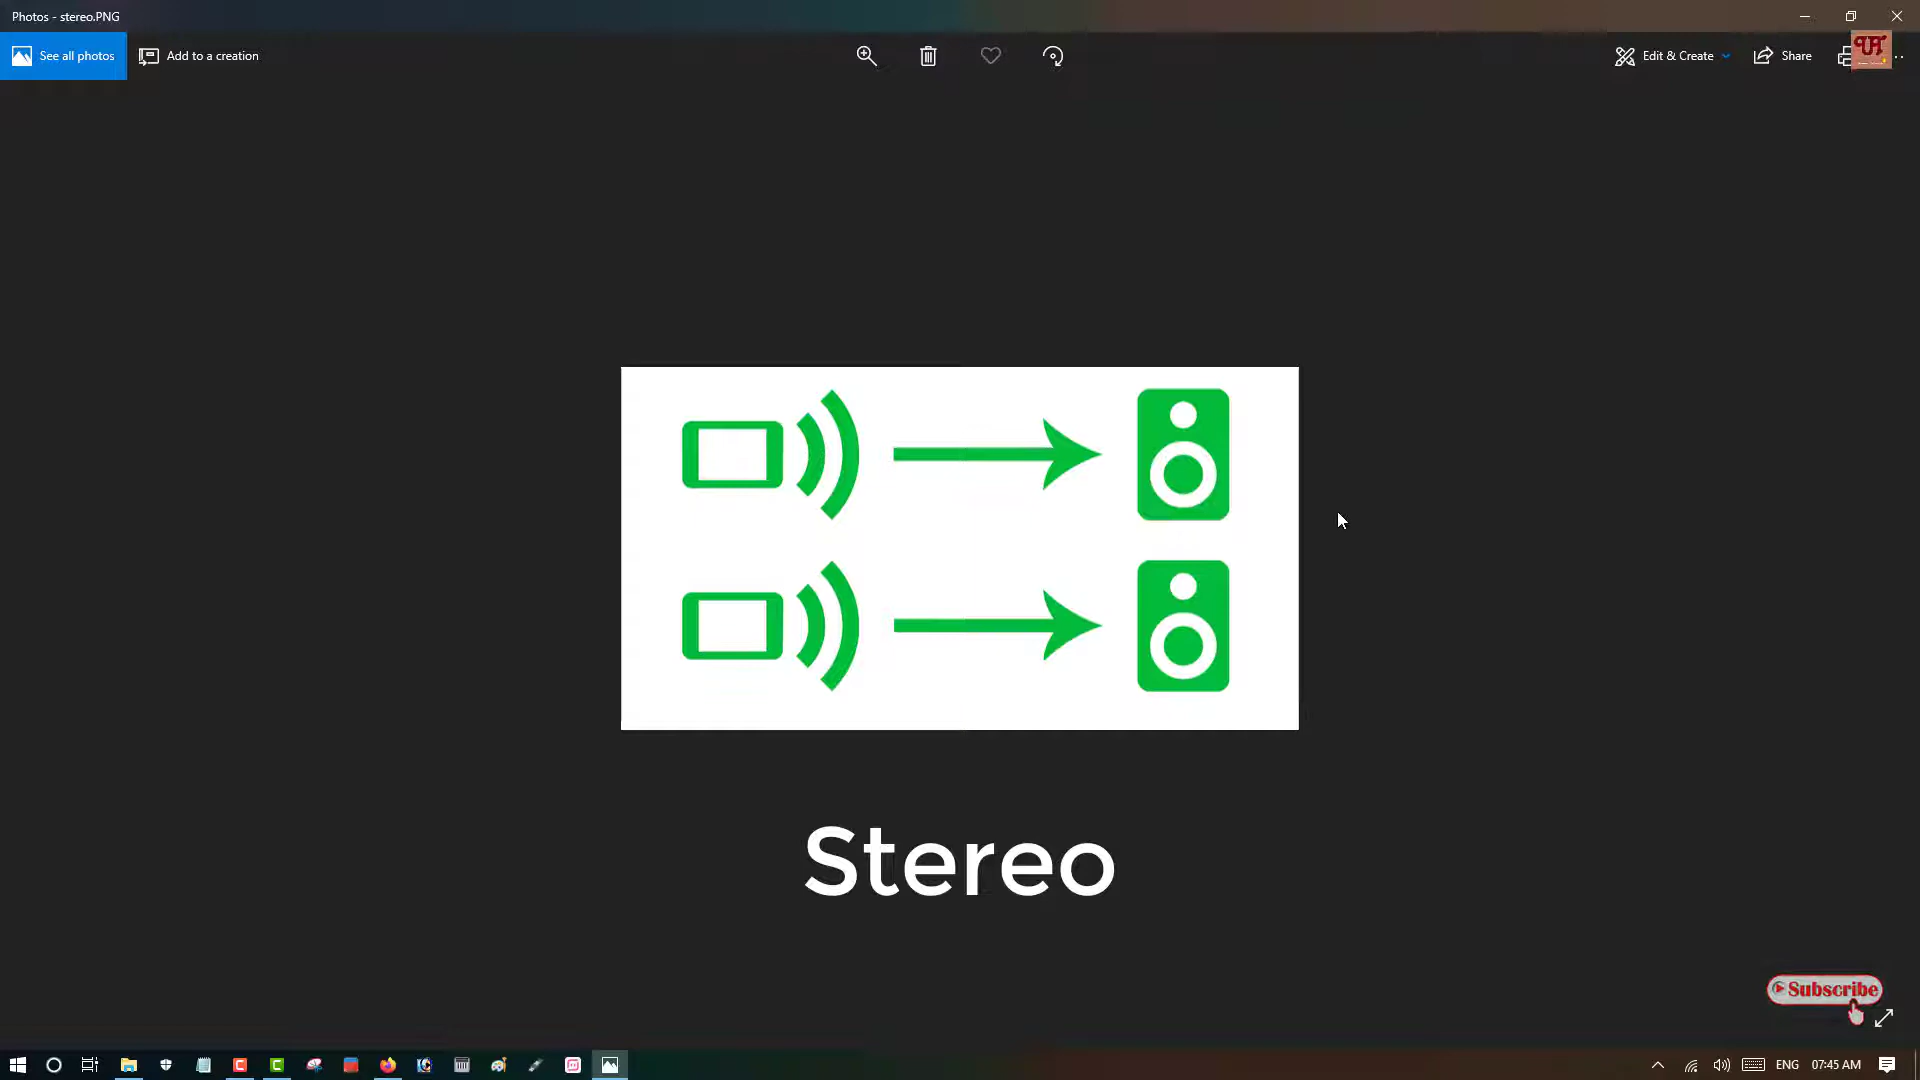 Photos - stereo.PNG
See all photos
Add to a creation
Edit & Create
Share
Stereo
Subscribe
ENG
07:45 AM